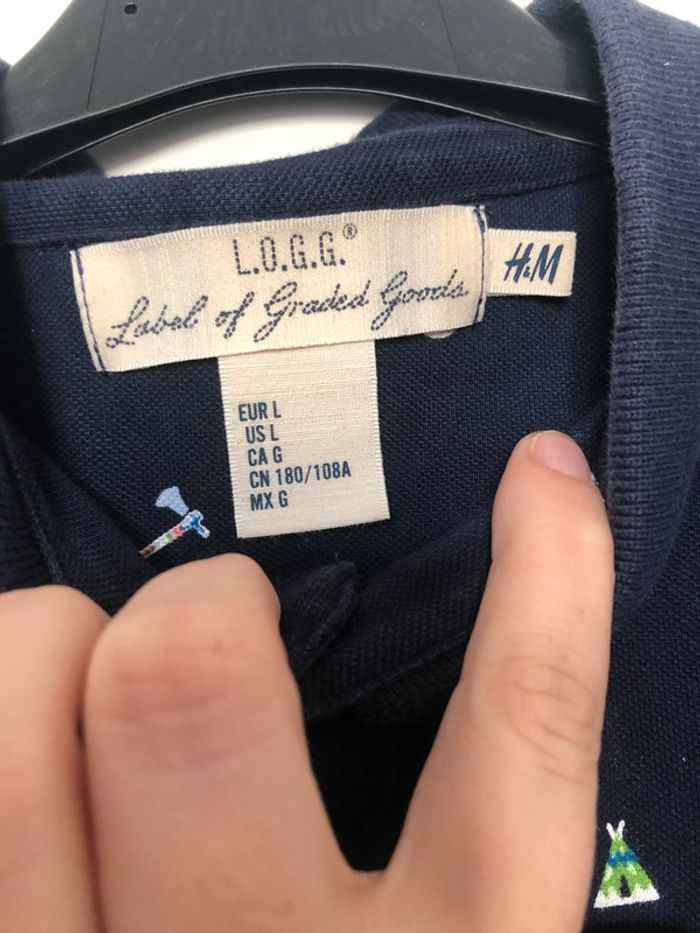 L.O.G.G.®
Label of Graded Goods
H&M
EUR L
US L
CA G
CN 180/108A
MX G